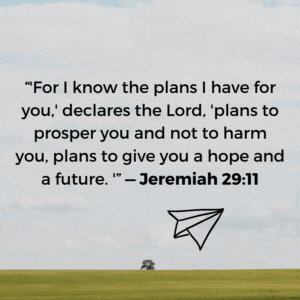 “‘For I know the plans I have for
you,' declares the Lord, 'plans to
prosper you and not to harm
you, plans to give you a hope and
a future. '” — Jeremiah 29:11